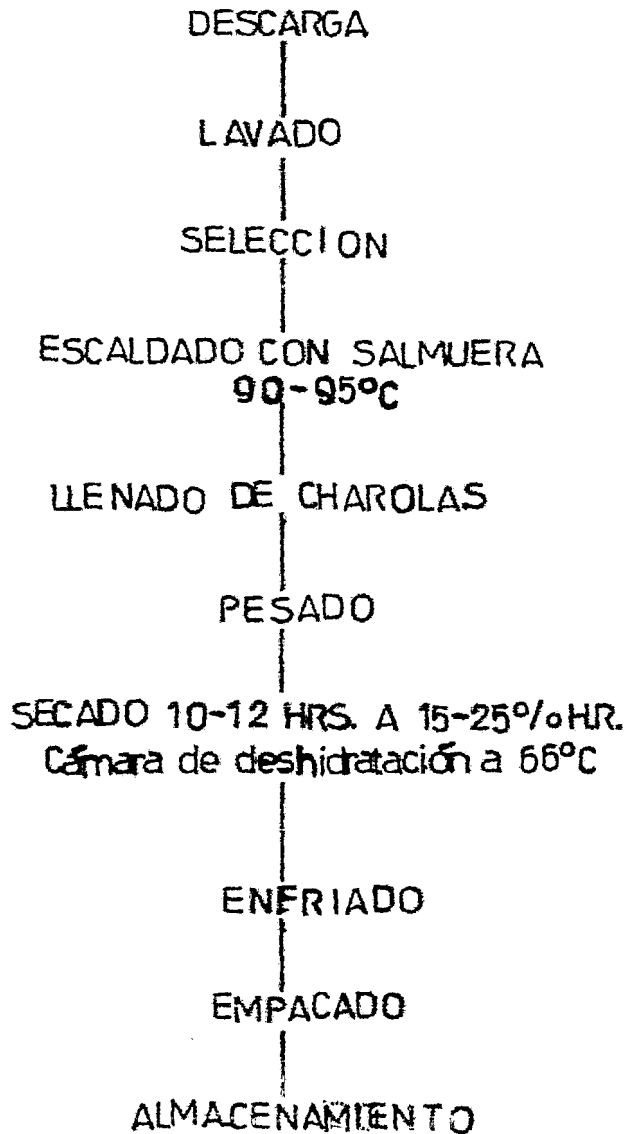 DESCARGA
LAVADO
SELECCION
ESCALDADO CON SALMUERA
90-95°C
LLENADO DE CHAROLAS
PESADO
SECADO 10-12 HRS. A 15-25% H.R.
Cámara de deshidratación a 66°C
ENFRIADO
EMPACADO
ALMACENAMIENTO